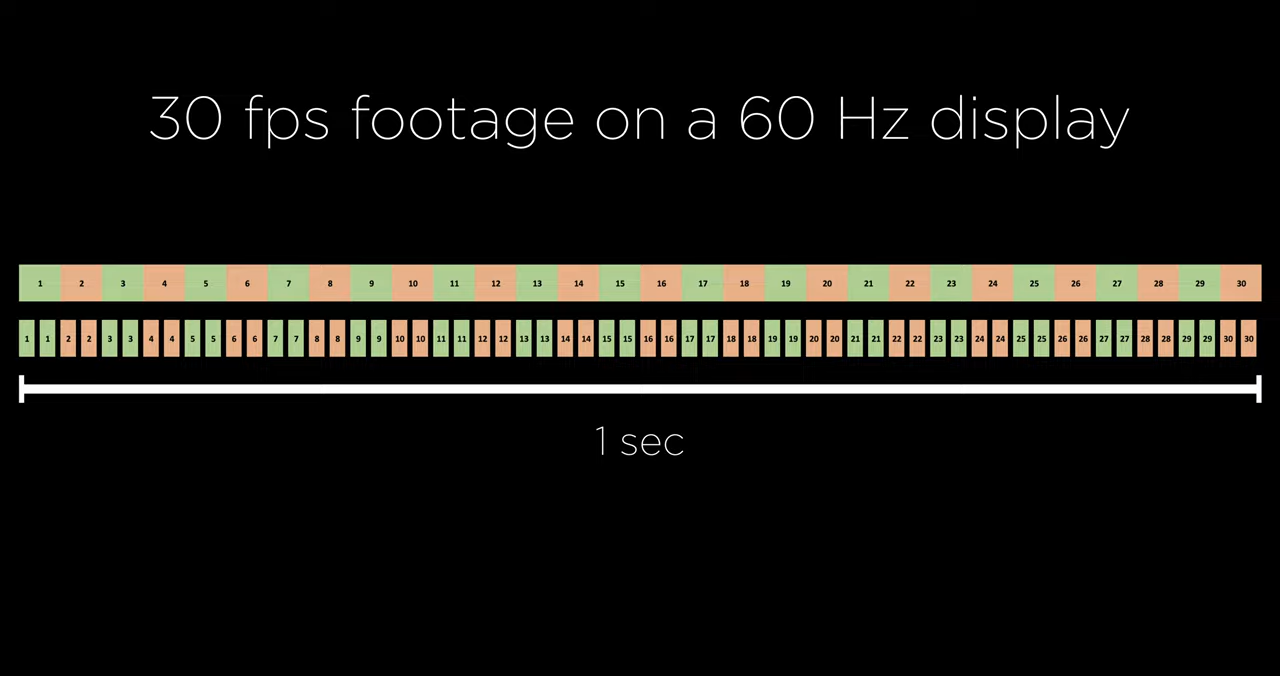 30 fps footage on a 60 Hz display
1 2 3 4 5 6 7 8 9 10 11 12 13 14 15 16 17 18 19 20 21 22 23 24 25 26 27 28 29 30
1 1 2 2 3 3 4 4 5 5 6 6 7 7 8 8 9 9 10 10 11 11 12 12 13 13 14 14 15 15 16 16 17 17 18 18 19 19 20 20 21 21 22 22 23 23 24 24 25 25 26 26 27 27 28 28 29 29 30 30
1 sec